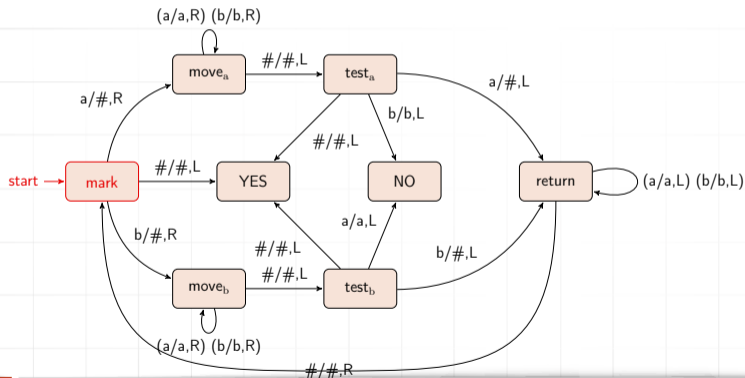 (a/a,R) (b/b,R)
move_a
#/#,L
test_a
a/#,L
a/#,R
b/b,L
#/#,L
start
mark
#/#,L
YES
NO
return
(a/a,L) (b/b,L)
b/#,R
a/a,L
#/#,L
b/#,L
move_b
#/#,L
test_b
(a/a,R) (b/b,R)
#/#,R